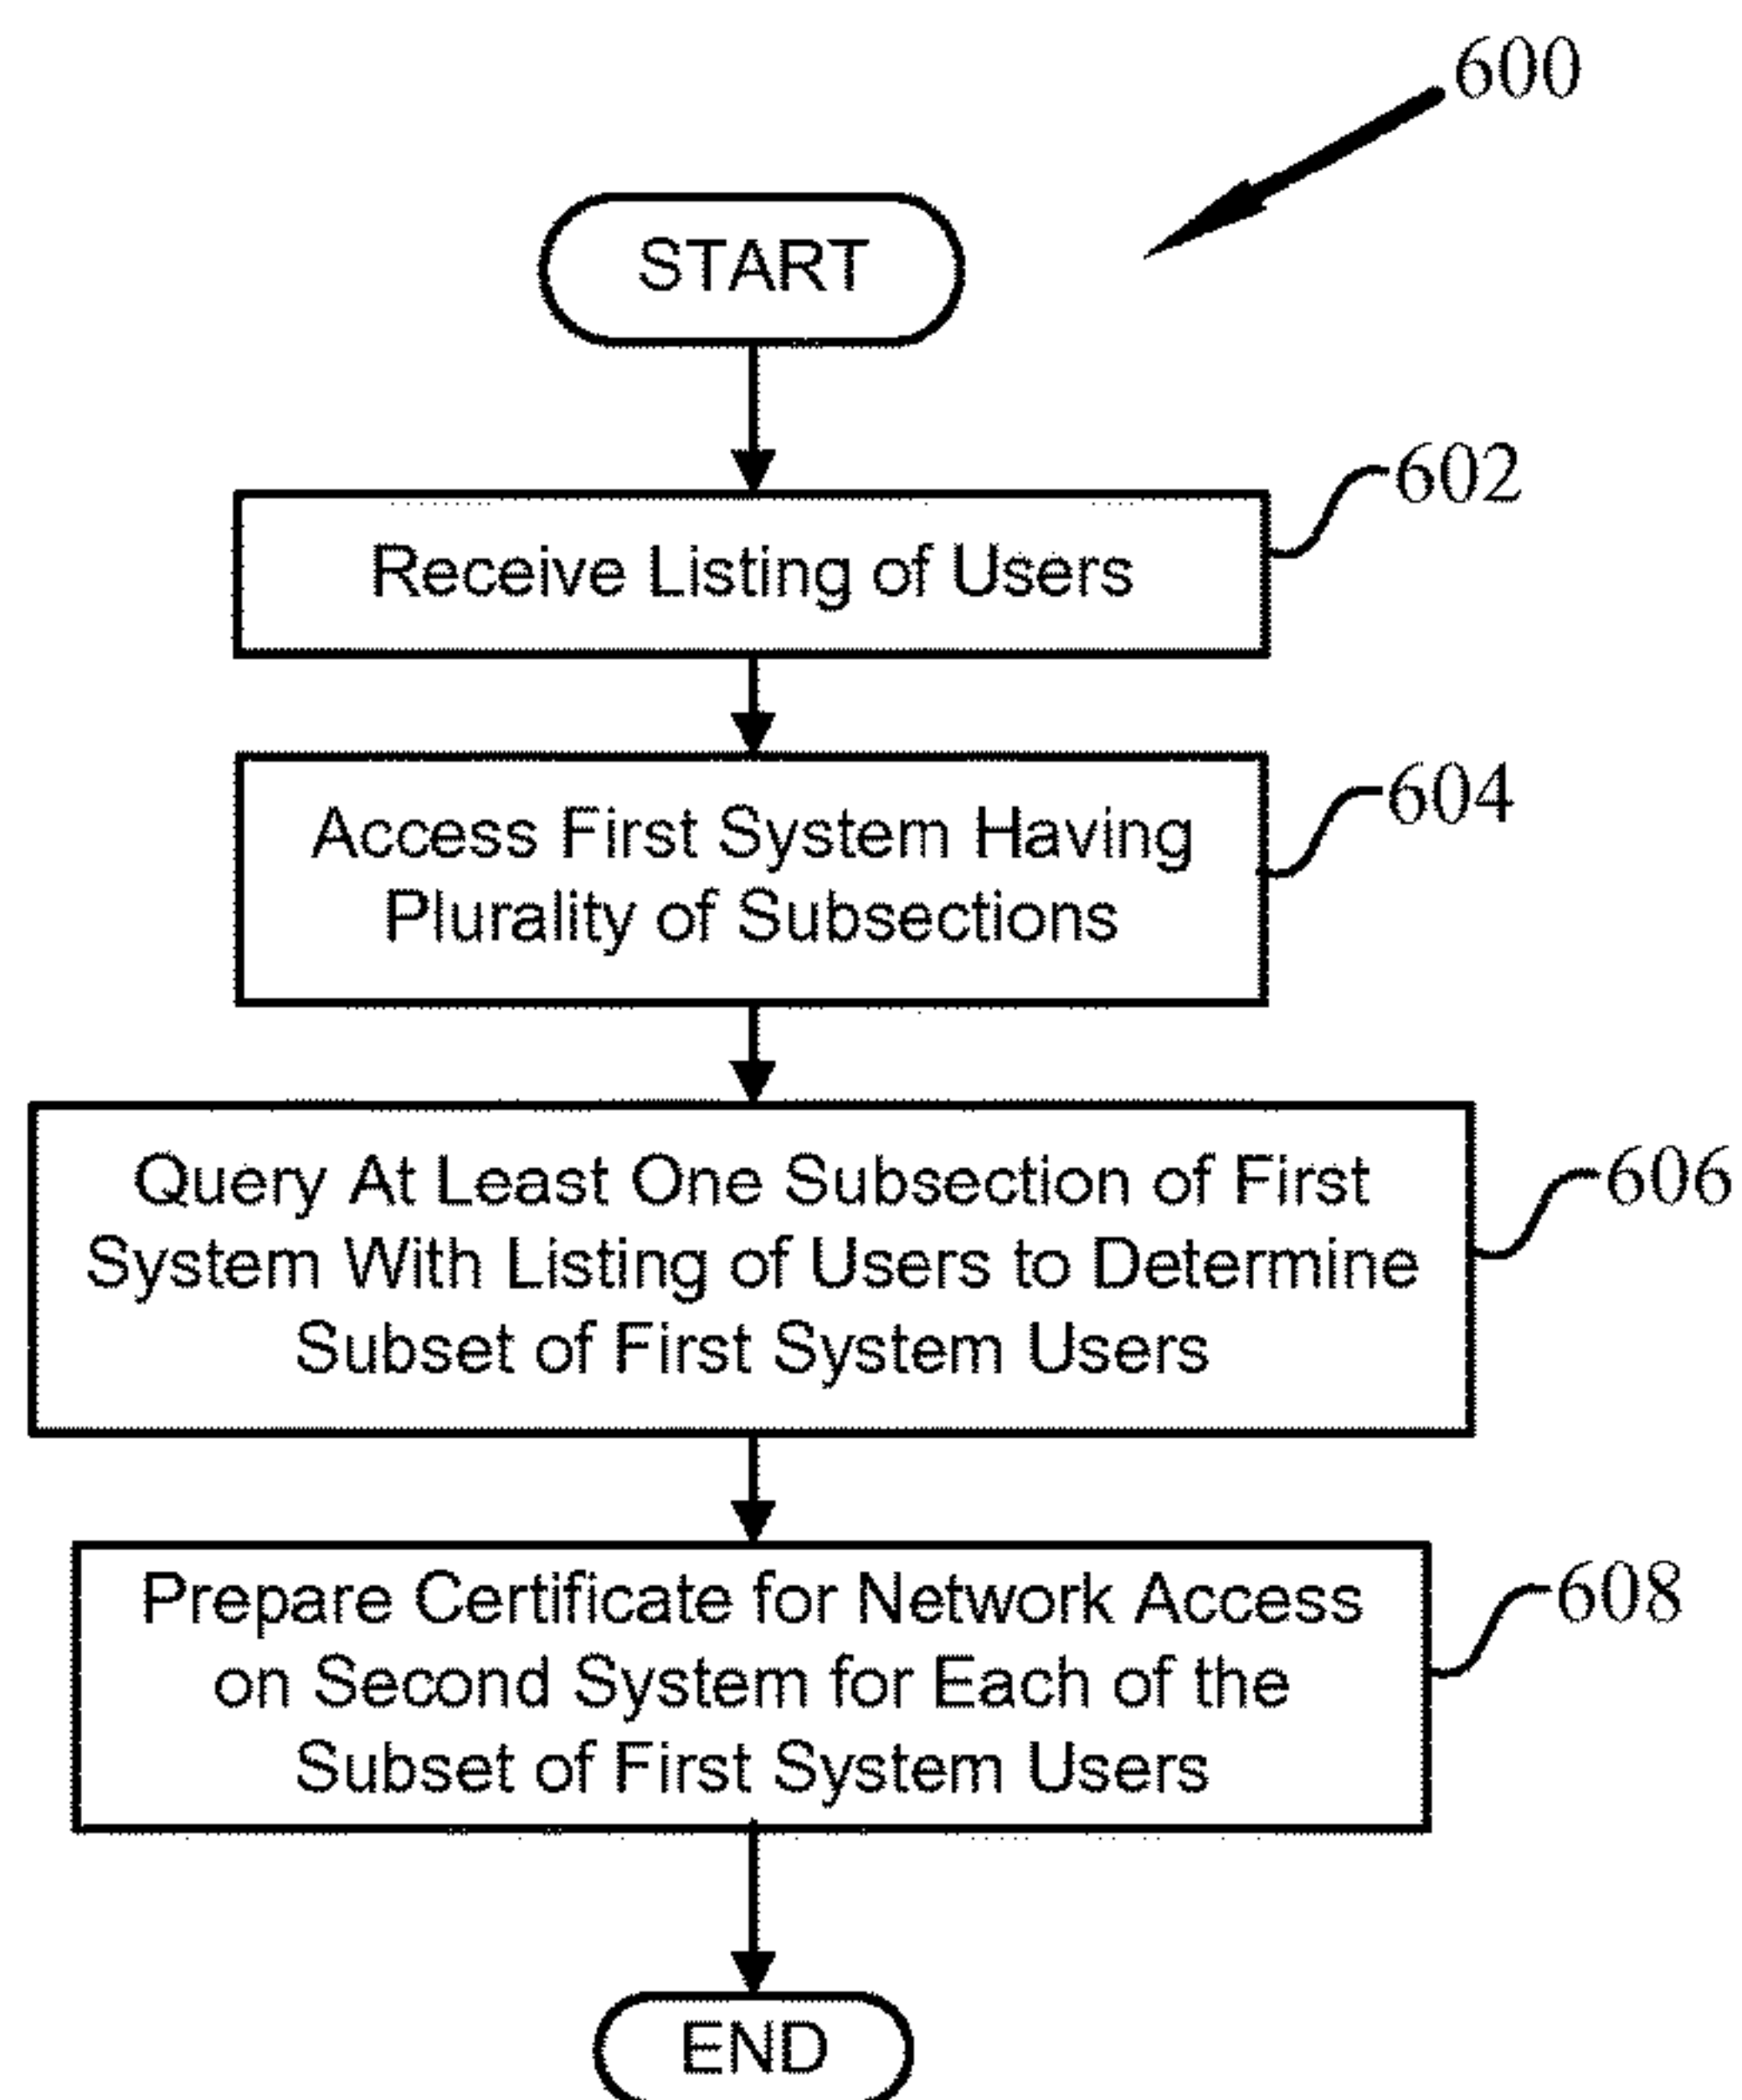 600
START
602
Receive Listing of Users
604
Access First System Having
Plurality of Subsections
606
Query At Least One Subsection of First
System With Listing of Users to Determine
Subset of First System Users
608
Prepare Certificate for Network Access
on Second System for Each of the
Subset of First System Users
END